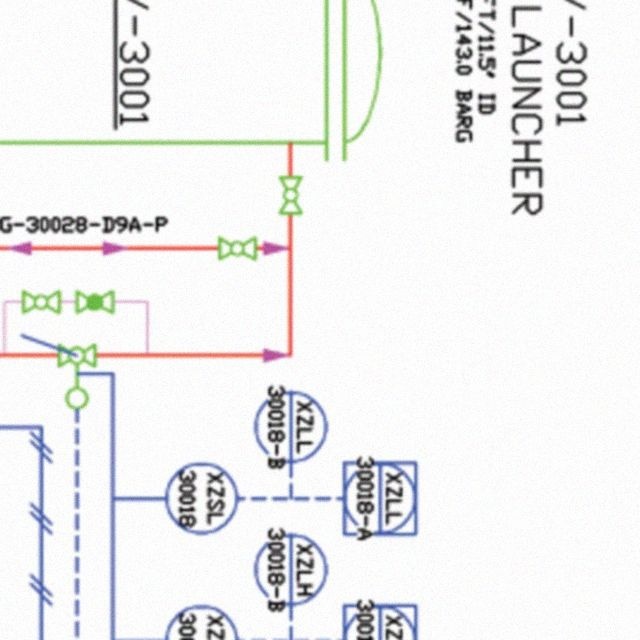 /-3001
LAUNCHER
FT/11.5' ID
F/143.0 BARG
/-3001
G-30028-D9A-P
XZLL
30018-B
XZLL
30018-A
XZSL
30018
XZLH
30018-B